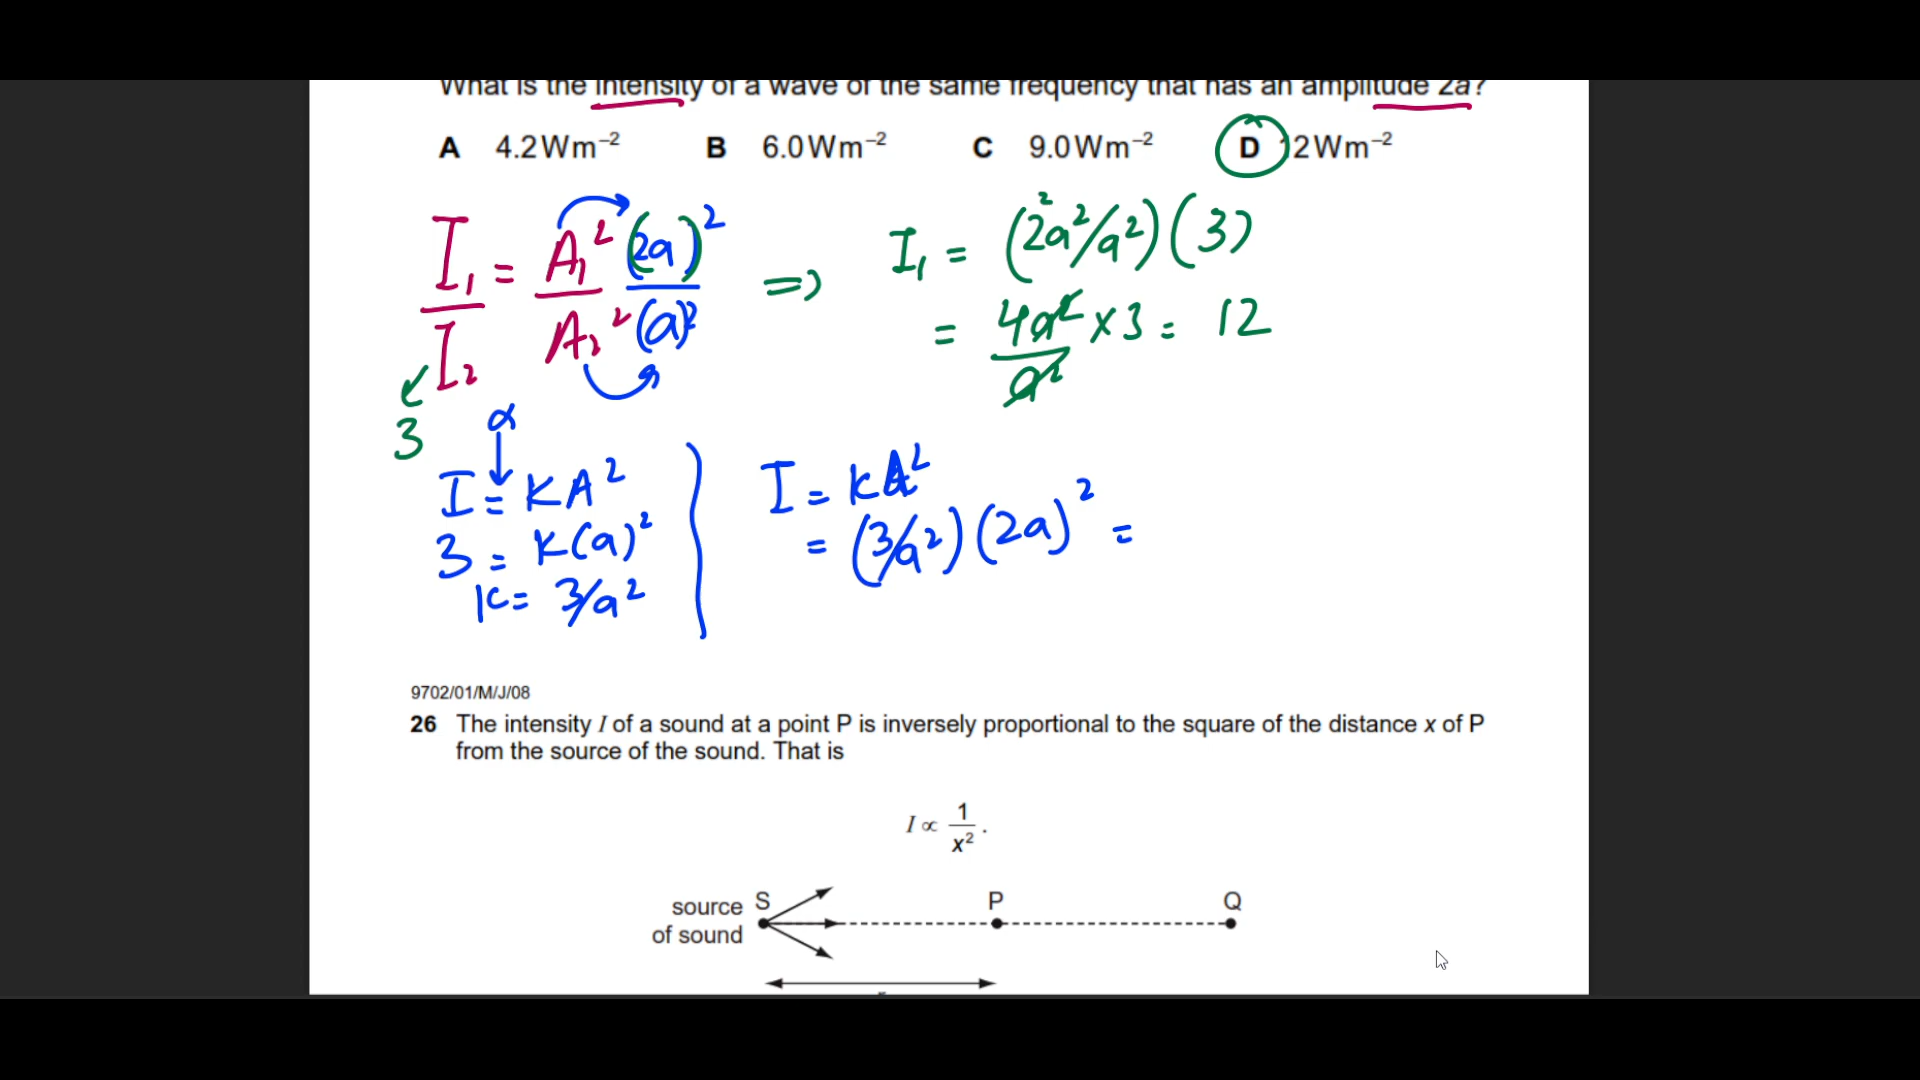 What is the intensity of a wave of the same frequency that has an amplitude 2a?
A 4.2Wm⁻² B 6.0Wm⁻² C 9.0Wm⁻² D 12Wm⁻²
I₁/I₂ = A₁²/A₂² (2a)²/(a)² ⇒ I₁ = (2²a²/a²)(3)
= 4a²/a² × 3 = 12
3
α
I = KA²
3 = K(a)²
K = 3/a²
I = KA²
= (3/a²)(2a)² =
9702/01/M/J/08
26 The intensity I of a sound at a point P is inversely proportional to the square of the distance x of P
from the source of the sound. That is
I ∝ 1/x².
source S P Q
of sound